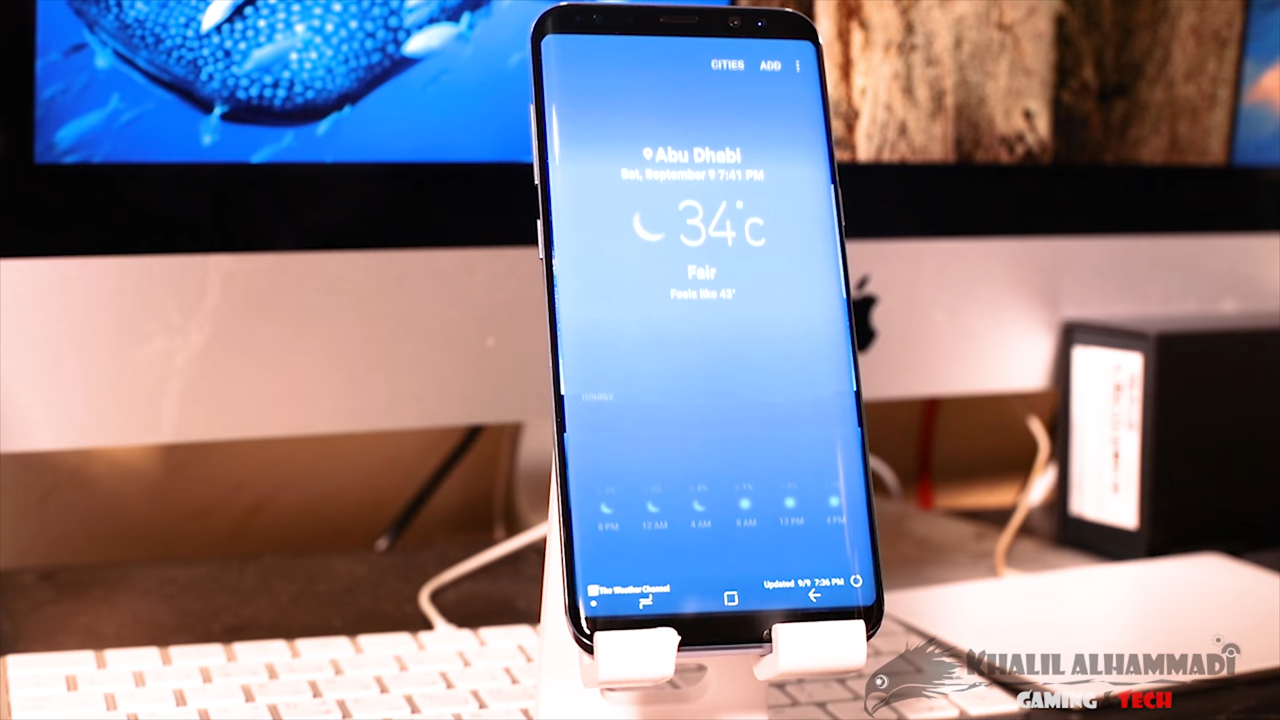 CITIES ADD
Abu Dhabi
Sat, September 9 7:41 PM
34°c
Fair
Feels like 43°
HOURLY
8 PM 12 AM 4 AM 8 AM 12 PM 4 PM
The Weather Channel
Updated 9/9 7:36 PM
KHALIL ALHAMMADI
GAMING & TECH